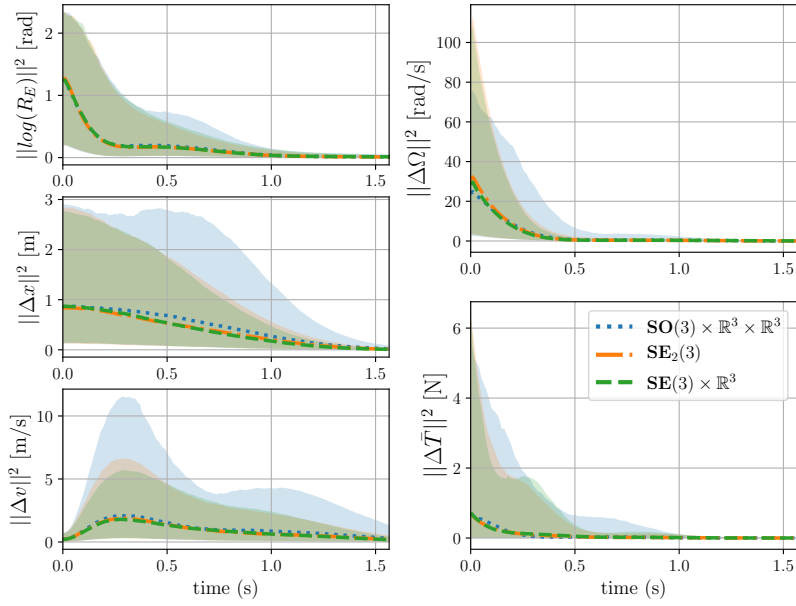 ||log(R_E)||² [rad]
2
1
0
0.0 0.5 1.0 1.5
||Δx||² [m]
3
2
1
0
0.0 0.5 1.0 1.5
||Δv||² [m/s]
10
5
0
0.0 0.5 1.0 1.5
time (s)
||ΔΩ||² [rad/s]
100
80
60
40
20
0
0.0 0.5 1.0 1.5
||ΔT̄||² [N]
6
4
2
0
0.0 0.5 1.0 1.5
time (s)
SO(3) × ℝ³ × ℝ³
SE₂(3)
SE(3) × ℝ³